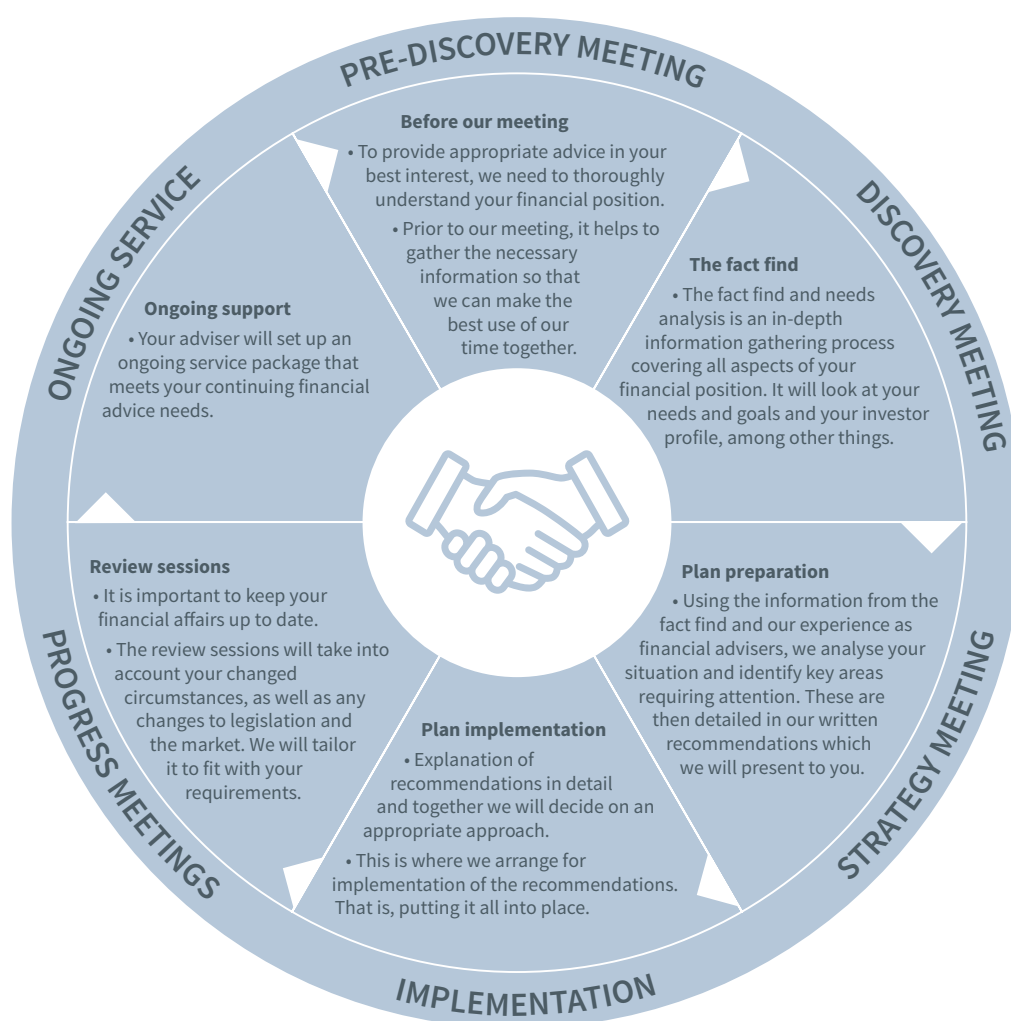 PRE-DISCOVERY MEETING
Before our meeting
• To provide appropriate advice in your
best interest, we need to thoroughly
understand your financial position.
• Prior to our meeting, it helps to
gather the necessary
information so that
we can make the
best use of our
time together.
DISCOVERY MEETING
The fact find
• The fact find and needs
analysis is an in-depth
information gathering process
covering all aspects of your
financial position. It will look at your
needs and goals and your investor
profile, among other things.
STRATEGY MEETING
Plan preparation
• Using the information from the
fact find and our experience as
financial advisers, we analyse your
situation and identify key areas
requiring attention. These are
then detailed in our written
recommendations which
we will present to you.
IMPLEMENTATION
Plan implementation
• Explanation of
recommendations in detail
and together we will decide on an
appropriate approach.
• This is where we arrange for
implementation of the recommendations.
That is, putting it all into place.
PROGRESS MEETINGS
Review sessions
• It is important to keep your
financial affairs up to date.
• The review sessions will take into
account your changed
circumstances, as well as any
changes to legislation and
the market. We will tailor
it to fit with your
requirements.
ONGOING SERVICE
Ongoing support
• Your adviser will set up an
ongoing service package that
meets your continuing financial
advice needs.